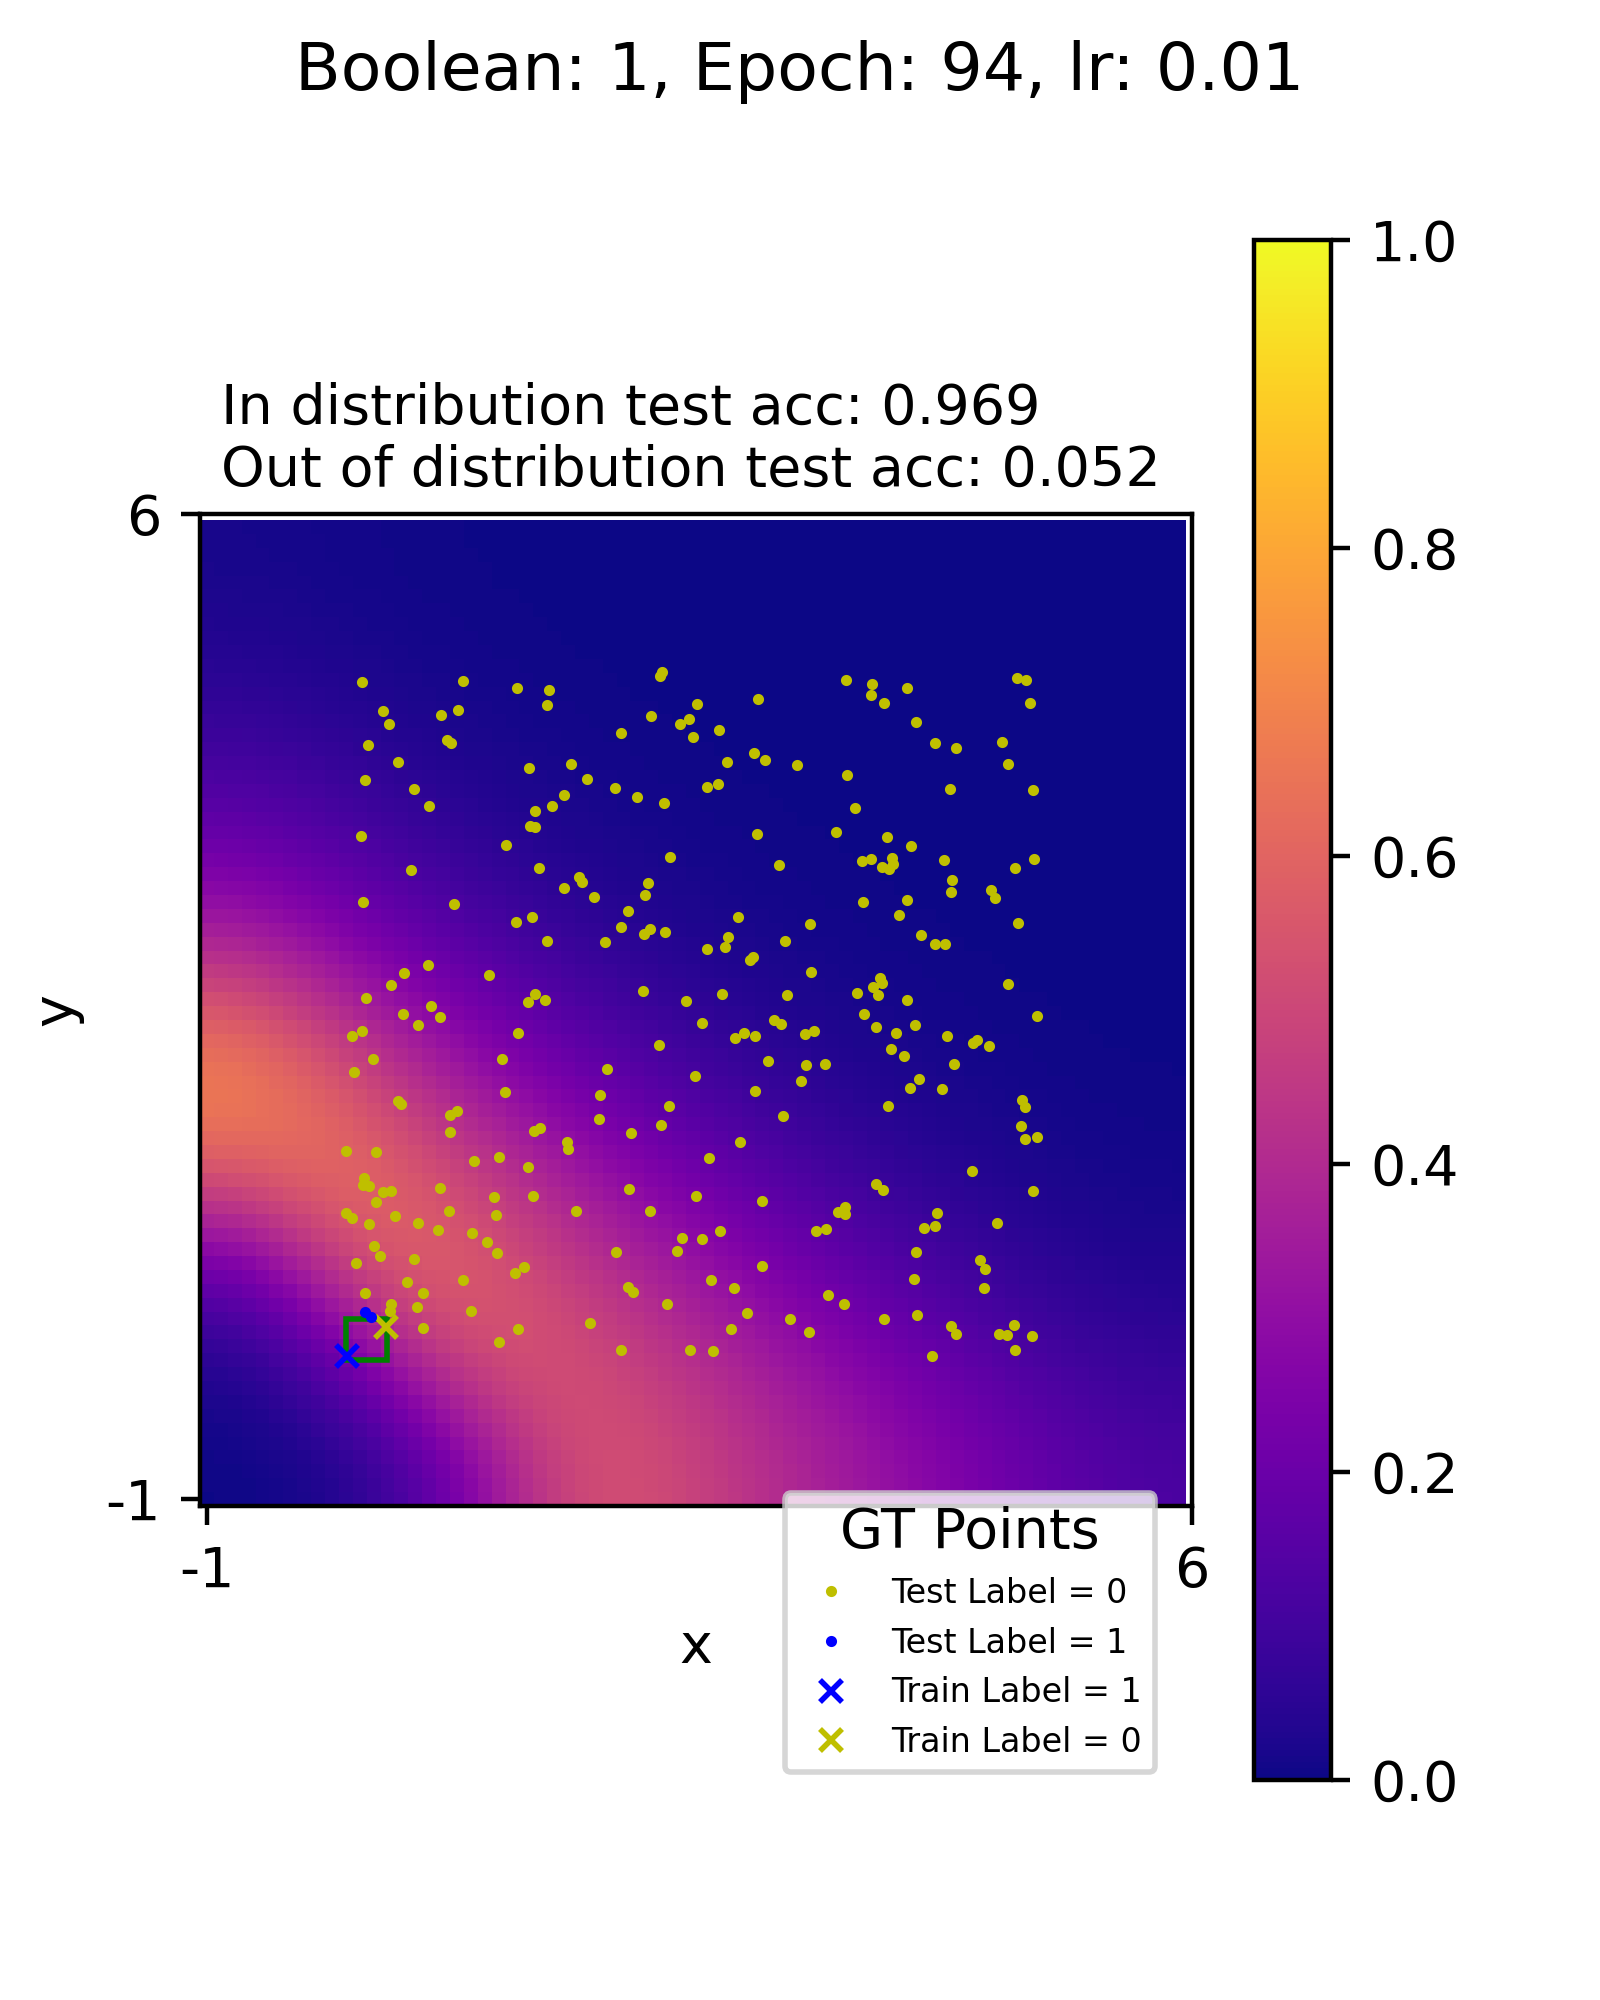 Boolean: 1, Epoch: 94, lr: 0.01
In distribution test acc: 0.969
Out of distribution test acc: 0.052
1.0
0.8
0.6
0.4
0.2
0.0
6
-1
y
-1
6
x
GT Points
Test Label = 0
Test Label = 1
Train Label = 1
Train Label = 0